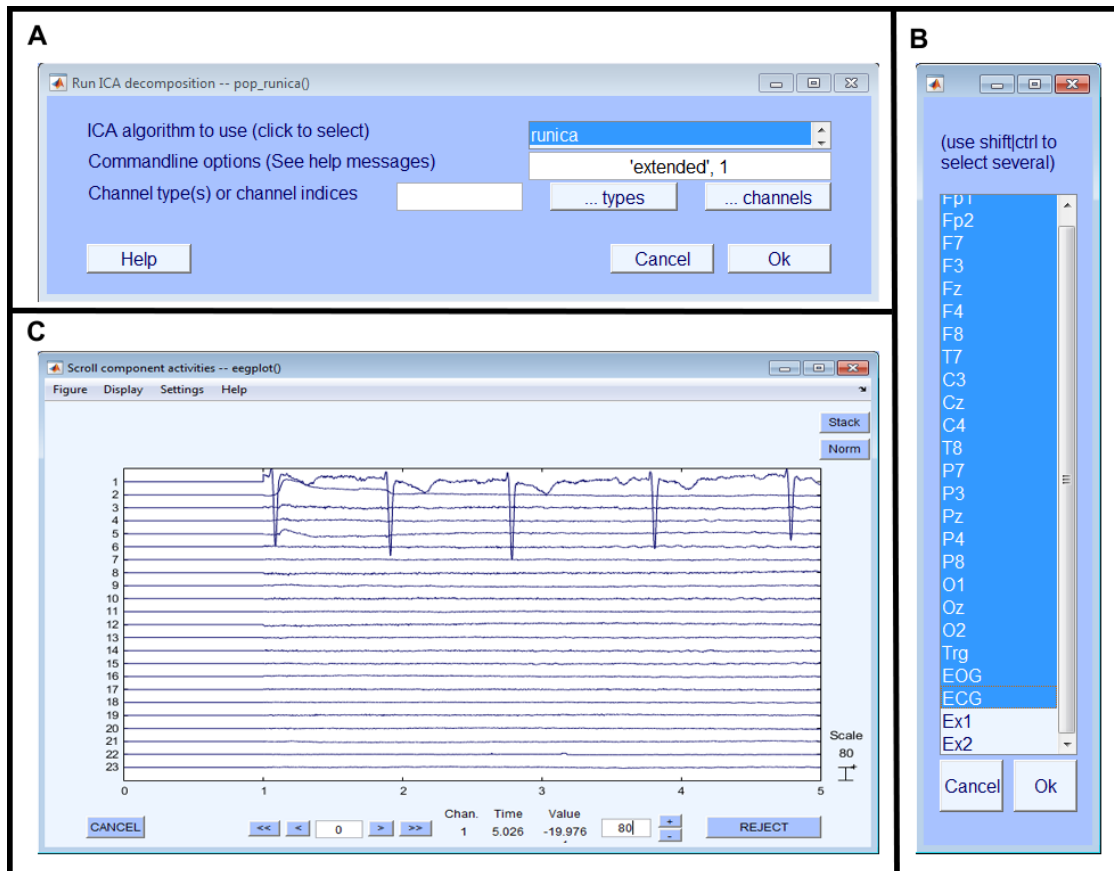 A
Run ICA decomposition -- pop_runica()
ICA algorithm to use (click to select)
runica
Commandline options (See help messages)
'extended', 1
Channel type(s) or channel indices
... types
... channels
Help
Cancel
Ok
B
(use shift|ctrl to
select several)
Fp1
Fp2
F7
F3
Fz
F4
F8
T7
C3
Cz
C4
T8
P7
P3
Pz
P4
P8
O1
Oz
O2
Trg
EOG
ECG
Ex1
Ex2
Cancel
Ok
C
Scroll component activities -- eegplot()
Figure Display Settings Help
Stack
Norm
1
2
3
4
5
6
7
8
9
10
11
12
13
14
15
16
17
18
19
20
21
22
23
0 1 2 3 4 5
Scale
80
CANCEL
<< < 0 > >>
Chan. Time Value
1 5.026 -19.976
80
+
-
REJECT